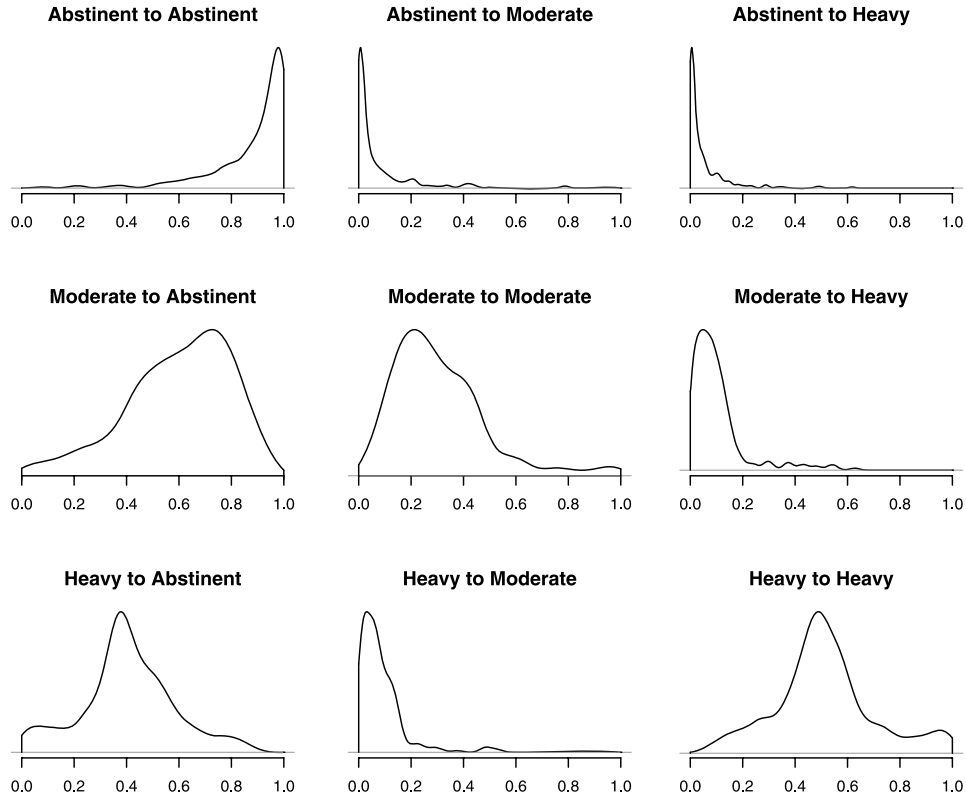 Abstinent to Abstinent Abstinent to Moderate Abstinent to Heavy
0.0 0.2 0.4 0.6 0.8 1.0 0.0 0.2 0.4 0.6 0.8 1.0 0.0 0.2 0.4 0.6 0.8 1.0
Moderate to Abstinent Moderate to Moderate Moderate to Heavy
0.0 0.2 0.4 0.6 0.8 1.0 0.0 0.2 0.4 0.6 0.8 1.0 0.0 0.2 0.4 0.6 0.8 1.0
Heavy to Abstinent Heavy to Moderate Heavy to Heavy
0.0 0.2 0.4 0.6 0.8 1.0 0.0 0.2 0.4 0.6 0.8 1.0 0.0 0.2 0.4 0.6 0.8 1.0